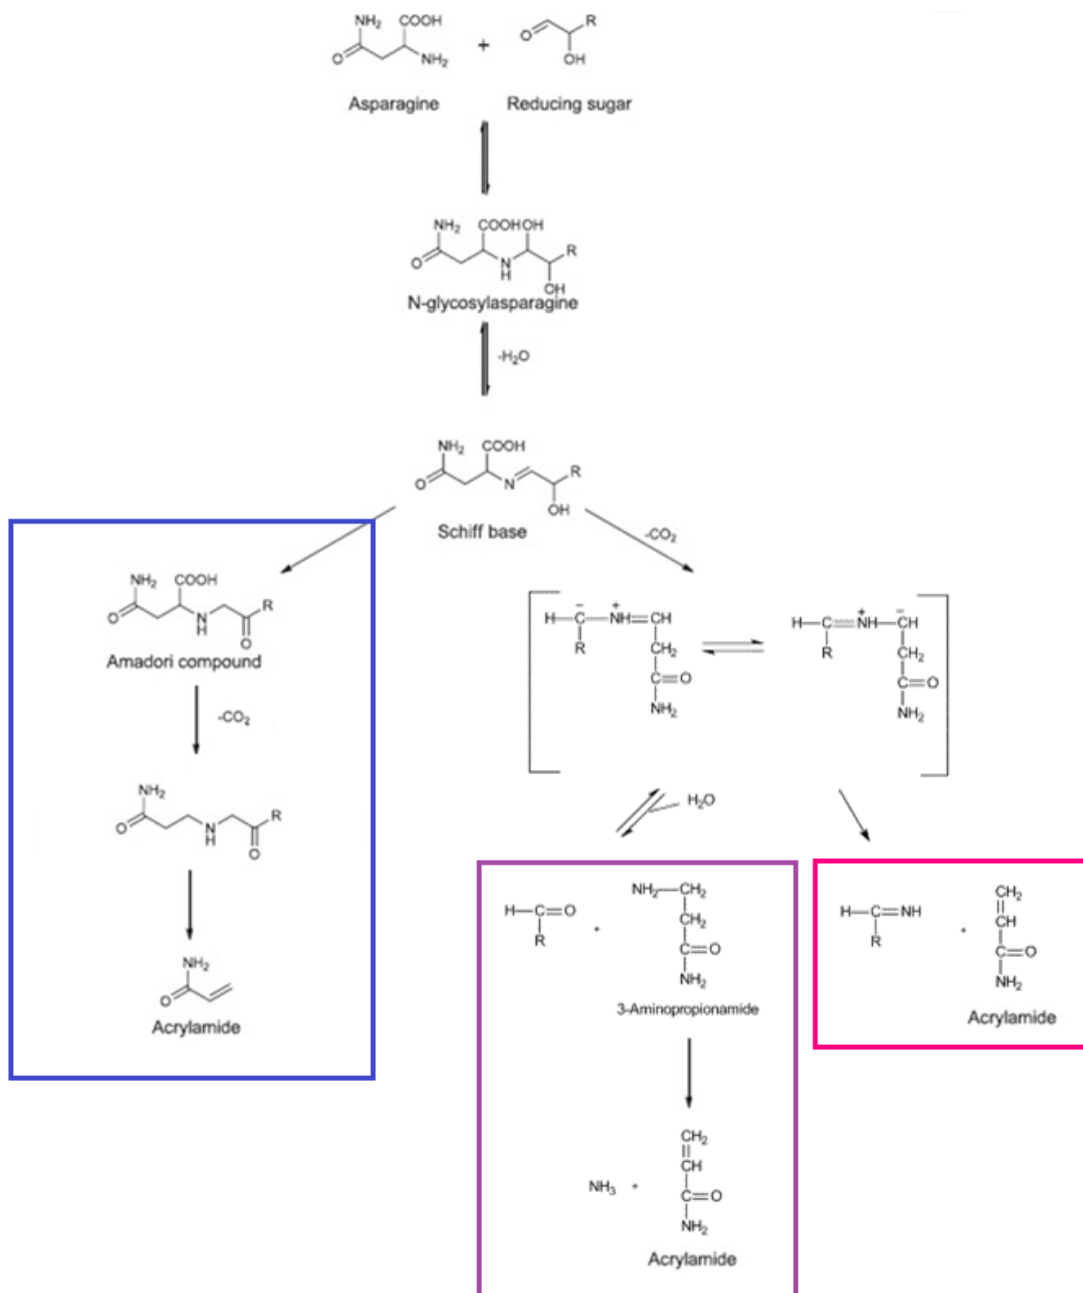 NH2 COOH
O NH2 + O R
OH
Asparagine Reducing sugar
NH2 COOHOH
R
O N
H
OH
N-glycosylasparagine
-H2O
NH2 COOH
R
O N
OH
Schiff base
-CO2
NH2 COOH
R
O N
H O
Amadori compound
-CO2
NH2
R
O N
H O
NH2
O
Acrylamide
− +
H—C—NH=CH
R CH2
C=O
NH2
+ −
H—C=NH—CH
R CH2
C=O
NH2
H2O
H—C=O
R
+
NH2—CH2
CH2
C=O
NH2
3-Aminopropionamide
NH3 +
CH2
CH
C=O
NH2
Acrylamide
H—C=NH
R
+
CH2
CH
C=O
NH2
Acrylamide